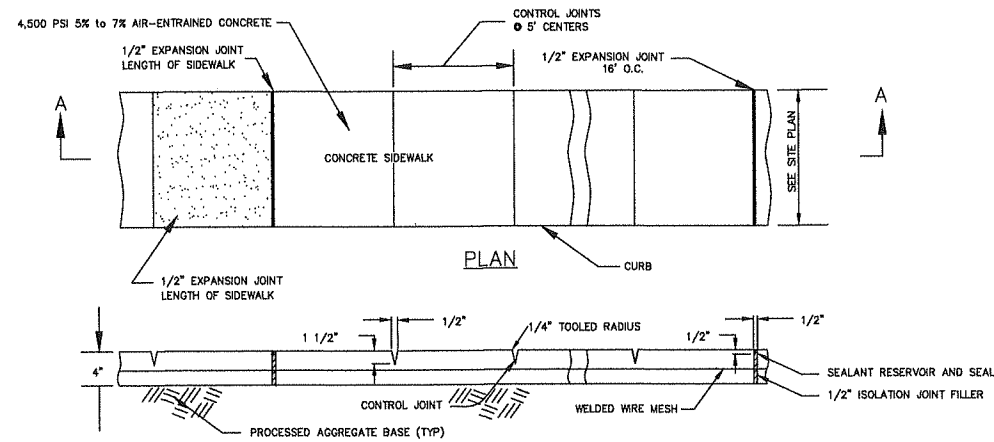 4,500 PSI 5% to 7% AIR-ENTRAINED CONCRETE
CONTROL JOINTS
@ 5' CENTERS
1/2" EXPANSION JOINT
LENGTH OF SIDEWALK
1/2" EXPANSION JOINT
16' O.C.
A
A
CONCRETE SIDEWALK
SEE SITE PLAN
PLAN
CURB
1/2" EXPANSION JOINT
LENGTH OF SIDEWALK
1 1/2"
1/2"
1/4" TOOLED RADIUS
1/2"
1/2"
4"
SEALANT RESERVOIR AND SEAL
1/2" ISOLATION JOINT FILLER
CONTROL JOINT
WELDED WIRE MESH
PROCESSED AGGREGATE BASE (TYP)